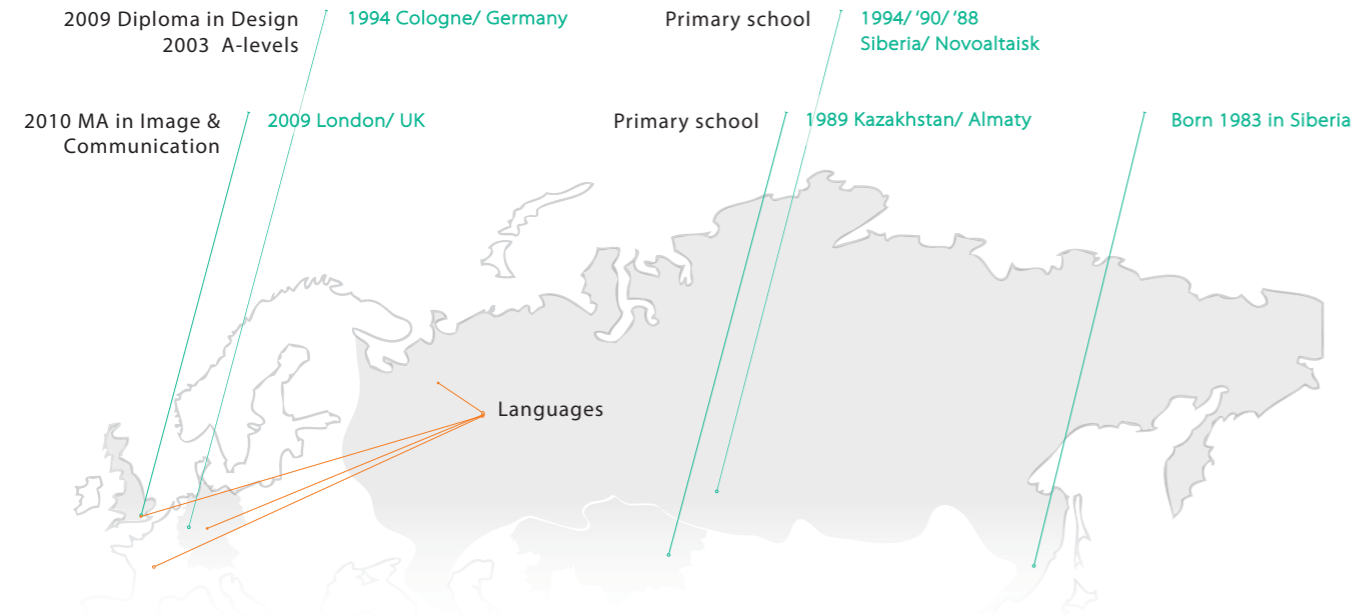 2009 Diploma in Design
2003  A-levels
1994 Cologne/ Germany
Primary school
1994/ ‘90/ ‘88
Siberia/ Novoaltaisk
2010 MA in Image &
Communication
2009 London/ UK
Primary school
1989 Kazakhstan/ Almaty
Born 1983 in Siberia
Languages